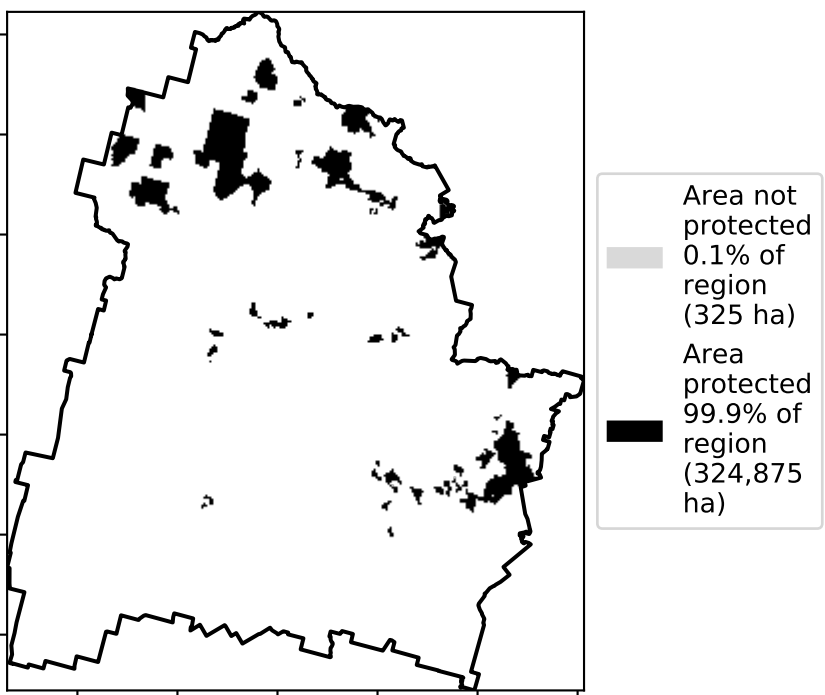 Area not
protected
0.1% of
region
(325 ha)
Area
protected
99.9% of
region
(324,875
ha)